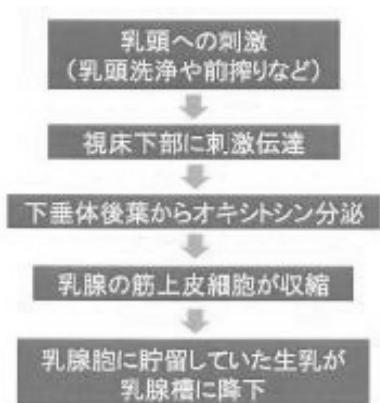 乳頭への刺激
(乳頭洗浄や前搾りなど)
視床下部に刺激伝達
下垂体後葉からオキシトシン分泌
乳腺の筋上皮細胞が収縮
乳腺胞に貯留していた生乳が
乳腺槽に降下